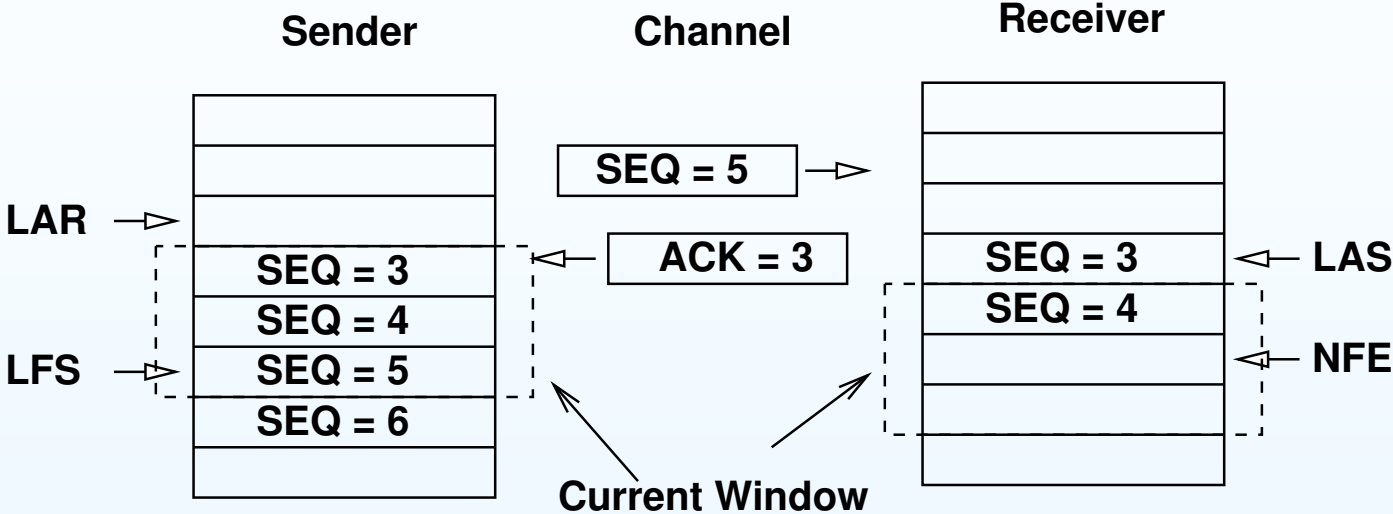 Sender
Channel
Receiver
SEQ = 5
LAR
ACK = 3
SEQ = 3
SEQ = 4
LFS
SEQ = 5
SEQ = 6
SEQ = 3
LAS
SEQ = 4
NFE
Current Window